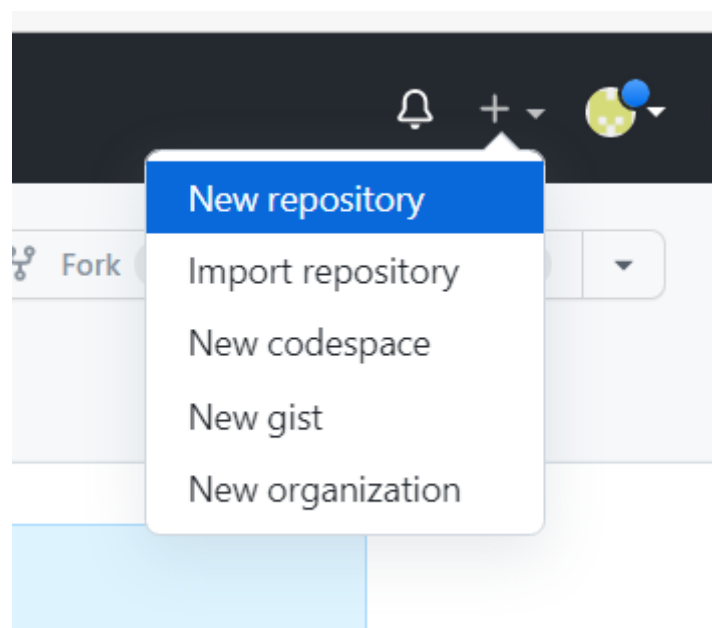 New repository
Fork
Import repository
New codespace
New gist
New organization